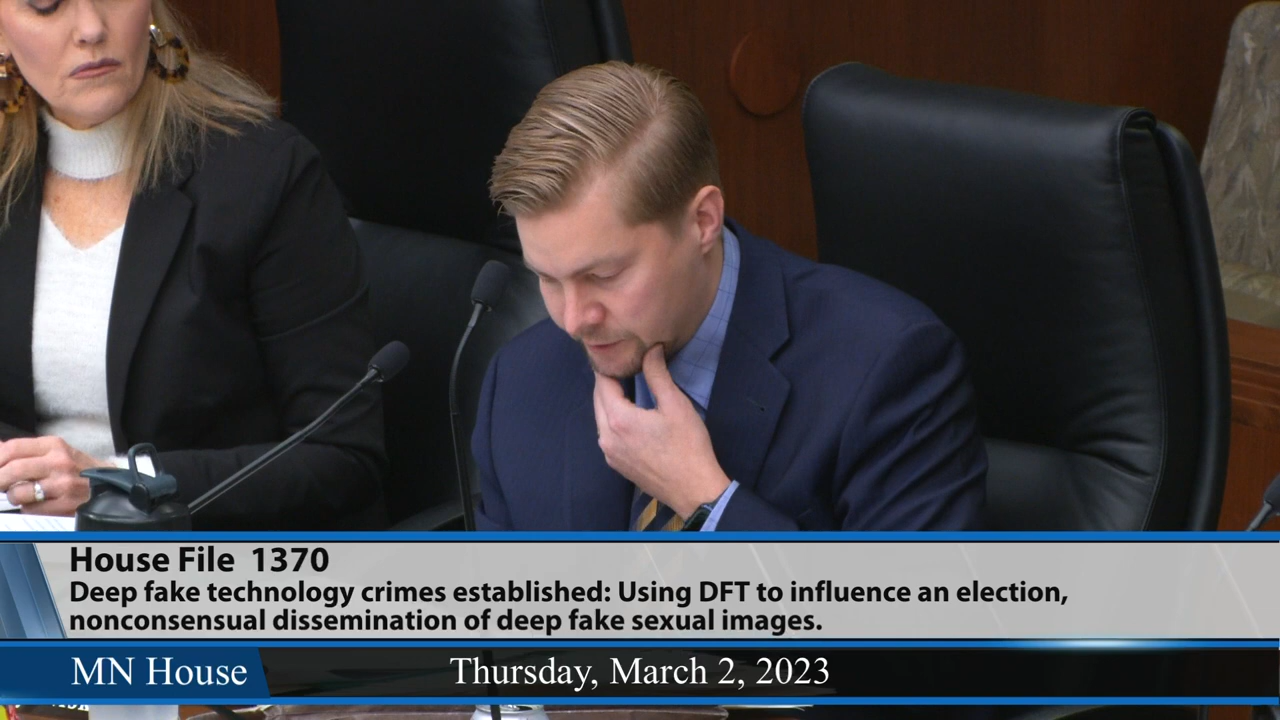 House File 1370
Deep fake technology crimes established: Using DFT to influence an election,
nonconsensual dissemination of deep fake sexual images.
MN House
Thursday, March 2, 2023